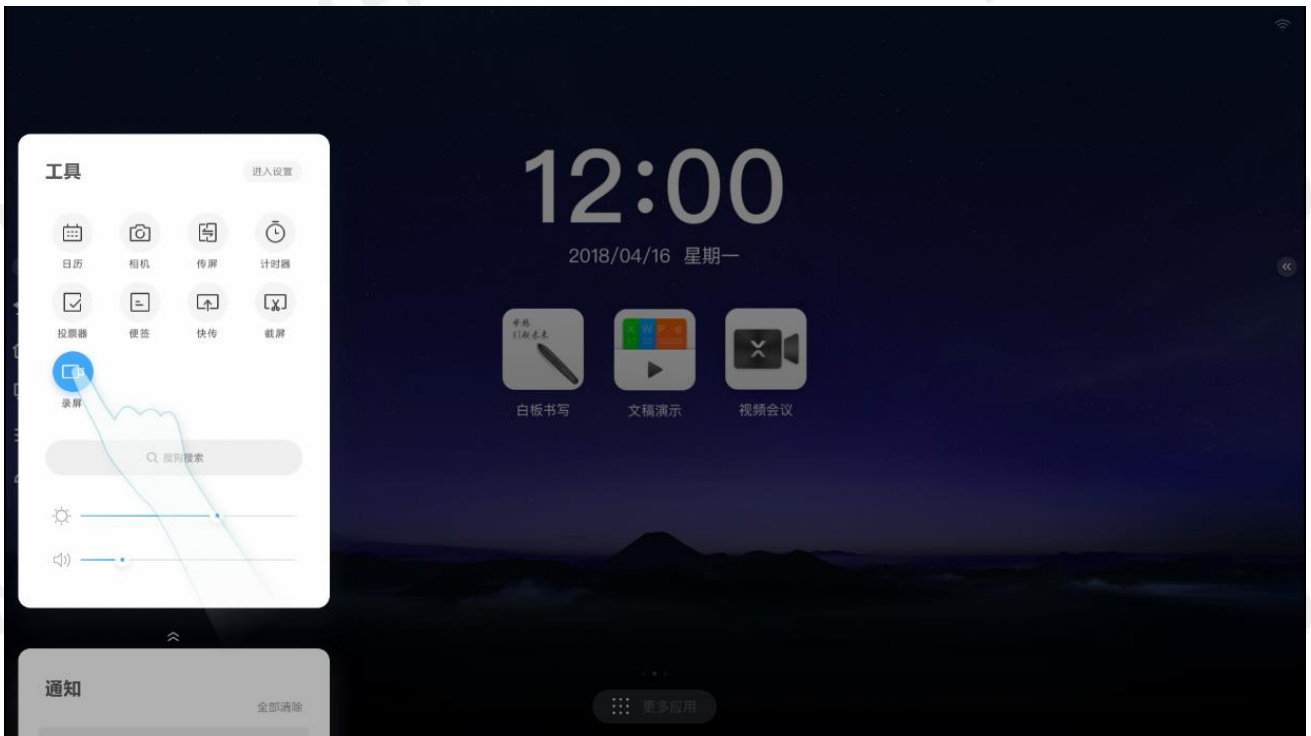 工具
进入设置
日历
相机
传屏
计时器
投票器
便签
快传
截屏
录屏
搜狗搜索
通知
全部清除
12:00
2018/04/16 星期一
X W P e
白板书写
文稿演示
视频会议
更多应用